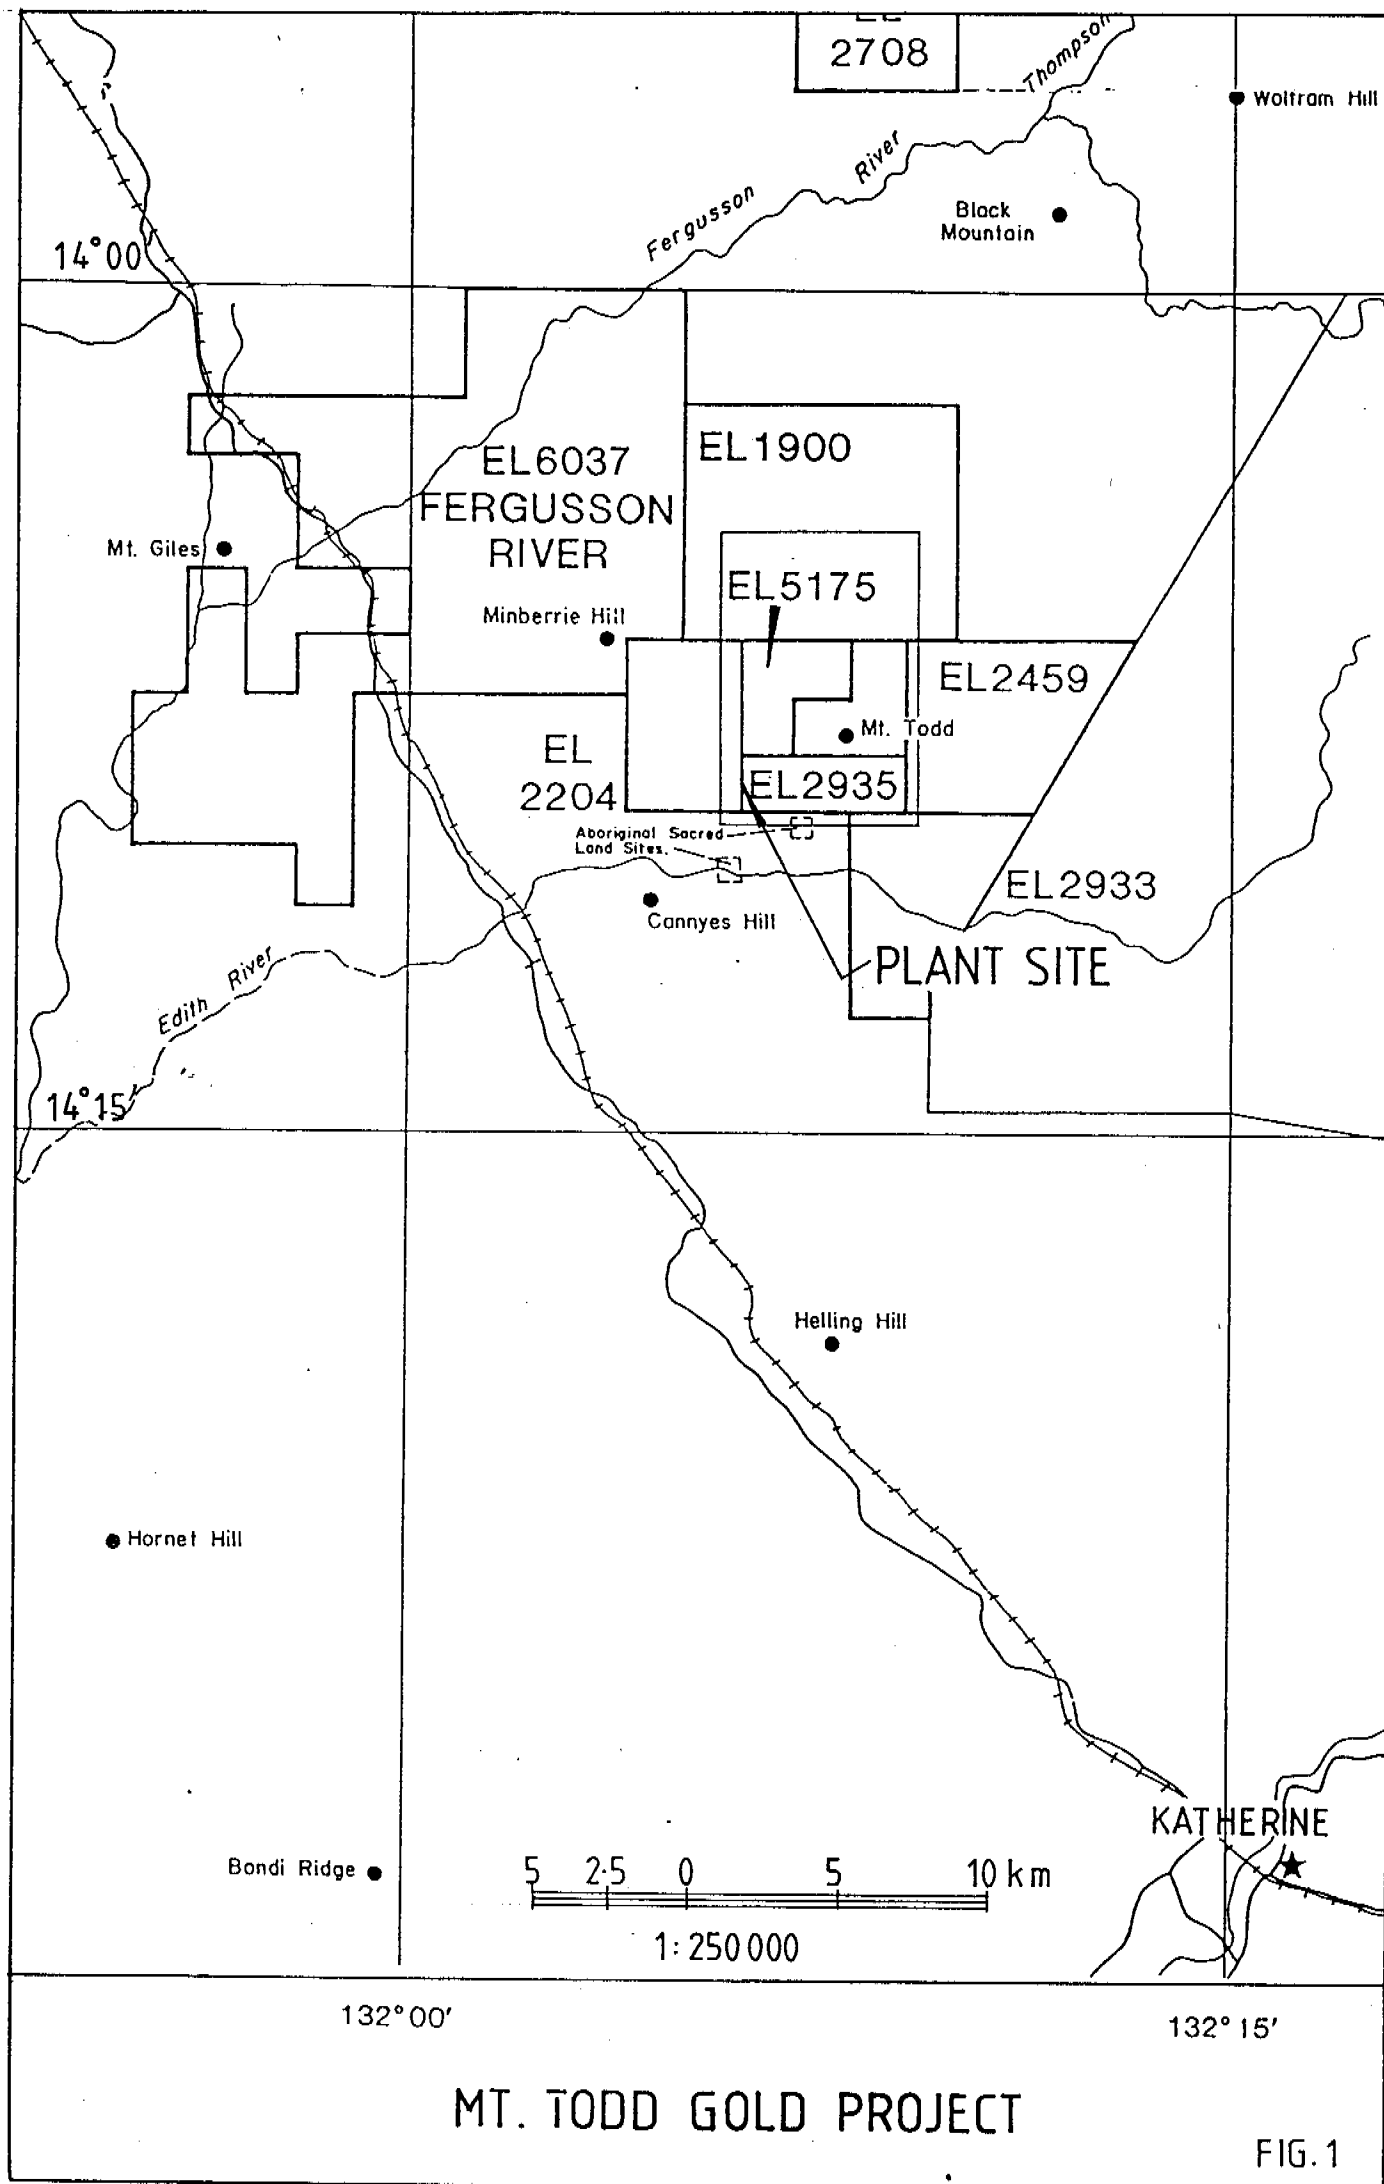 EL
2708
Thompson
Wolfram Hill
River
Fergusson
Black
Mountain
14°00
EL6037
FERGUSSON
RIVER
EL1900
Mt. Giles
EL5175
Minberrie Hill
EL2459
Mt. Todd
EL
2204
EL2935
Aboriginal Sacred
Land Sites.
EL2933
Cannyes Hill
PLANT SITE
Edith River
14°15'
Helling Hill
Hornet Hill
KATHERINE
Bondi Ridge
5 2·5 0 5 10 km
1:250000
132°00'
132°15'
MT. TODD GOLD PROJECT
FIG. 1